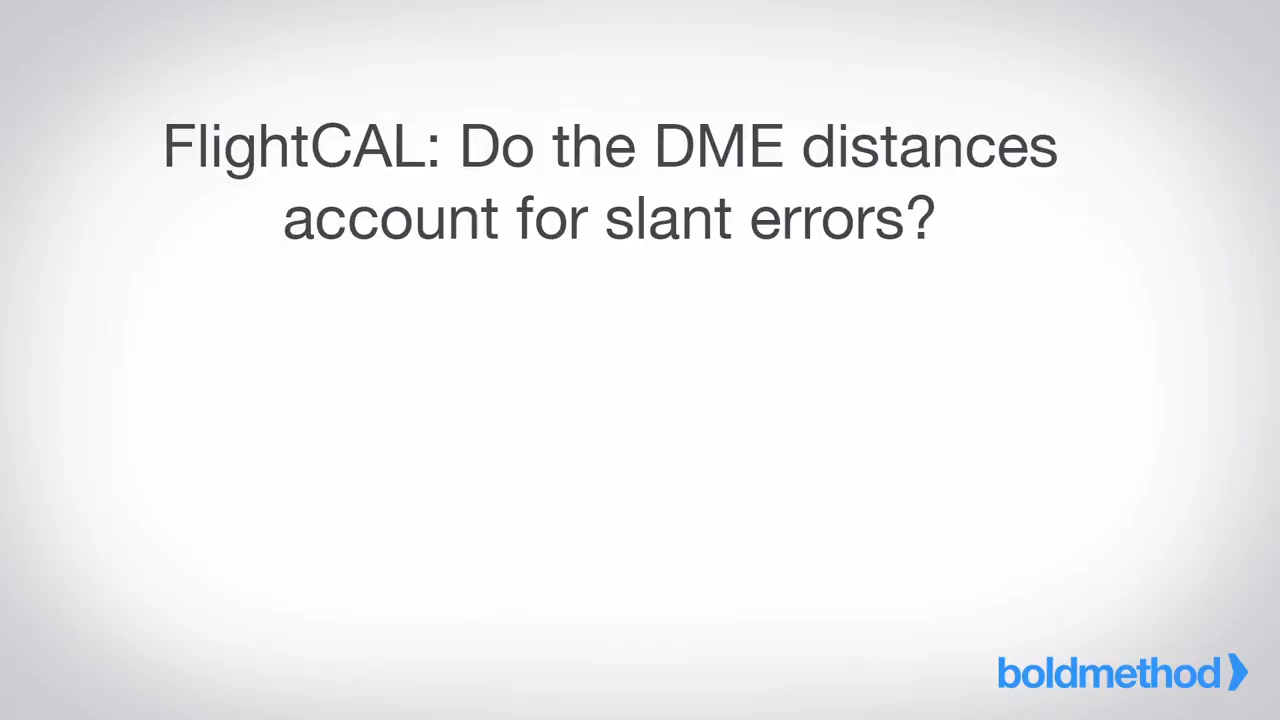 FlightCAL: Do the DME distances
account for slant errors?
boldmethod